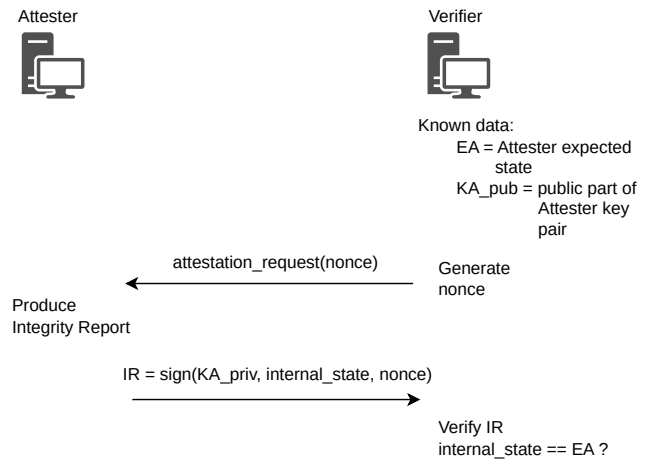 Attester
Verifier
Known data:
EA = Attester expected
state
KA_pub = public part of
Attester key
pair
attestation_request(nonce)
Generate
nonce
Produce
Integrity Report
IR = sign(KA_priv, internal_state, nonce)
Verify IR
internal_state == EA ?